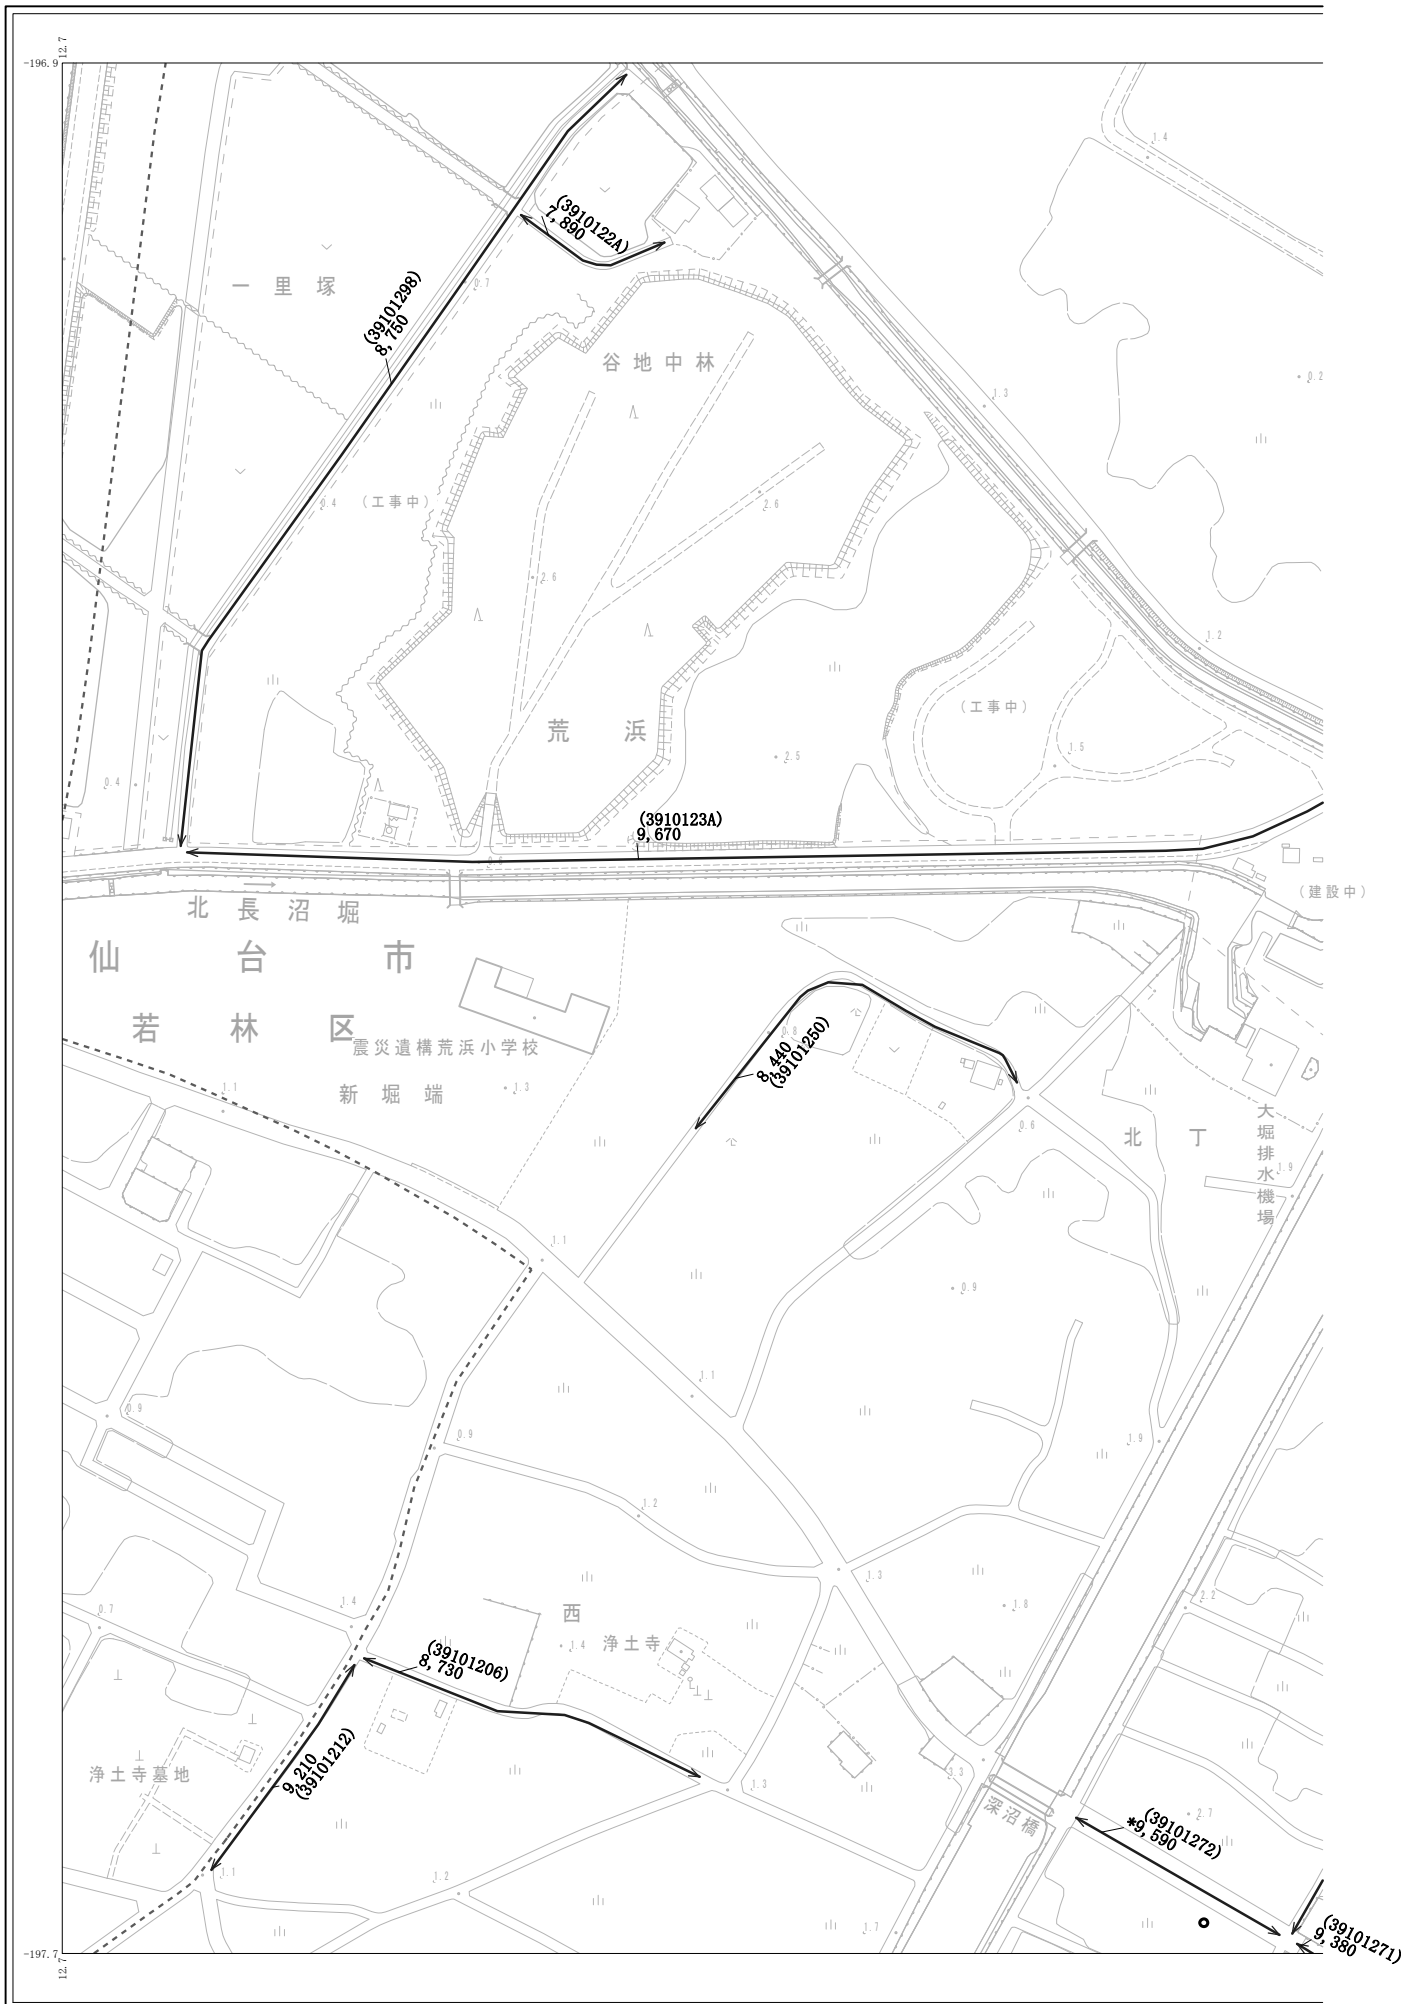 12.7
-196.9
1.4
(3910122A)
7,890
一里塚
0.7
(39101298)
8,750
谷地中林
1.3
0.2
0.4
(工事中)
2.6
2.6
1.2
(工事中)
荒浜
2.5
1.5
0.4
(3910123A)
9,670
0.6
(建設中)
北長沼堀
仙台市
若林区
震災遺構荒浜小学校
0.8
8,440
(39101250)
新堀端
1.1
1.3
0.6
北丁
大堀排水機場
1.9
1.1
0.9
1.1
0.9
0.9
1.9
1.2
1.3
1.4
0.7
西
1.8
2.2
1.4
浄土寺
(39101206)
8,730
9,210
(39101212)
浄土寺墓地
1.3
3.3
深沼橋
2.7
(39101272)
*9,590
1.1
1.2
1.7
(39101271)
9,380
-197.7
12.7